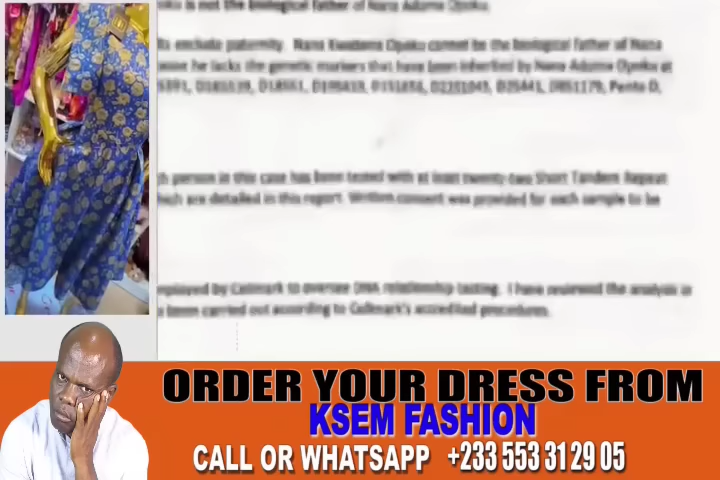 is not the biological father of Nana Adoma Opoku.
exclude paternity. Nana Kwabena Opoku cannot be the biological father of Nana
he lacks the genetic markers that have been inherited by Nana Adoma Opoku at
Penta D,
person in this case has been tested with at least twenty-two Short Tandem Repeat
are detailed in this report. Written consent was provided for each sample to be
employed by Cellmark to oversee DNA relationship testing. I have reviewed the analysis
been carried out according to Cellmark's accredited procedures.
ORDER YOUR DRESS FROM
KSEM FASHION
CALL OR WHATSAPP +233 553 31 29 05